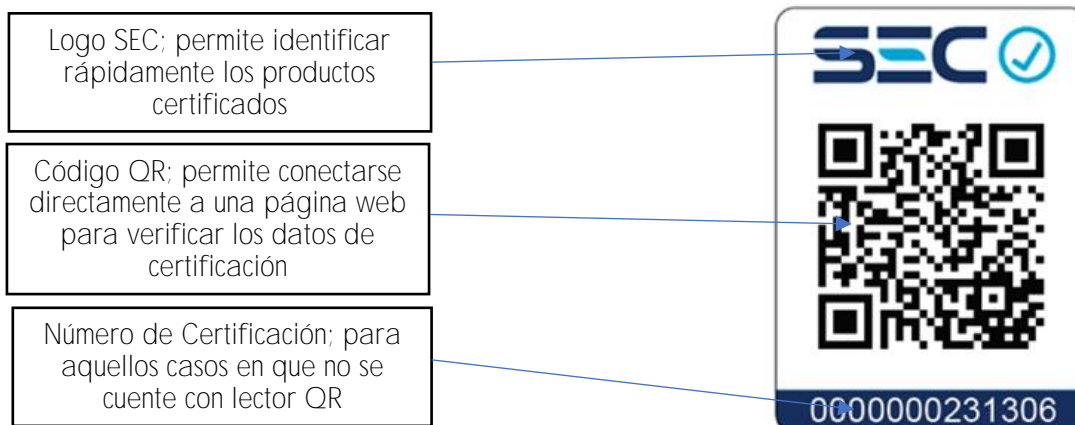 Logo SEC; permite identificar
rápidamente los productos
certificados
SEC
Código QR; permite conectarse
directamente a una página web
para verificar los datos de
certificación
Número de Certificación; para
aquellos casos en que no se
cuente con lector QR
0000000231306